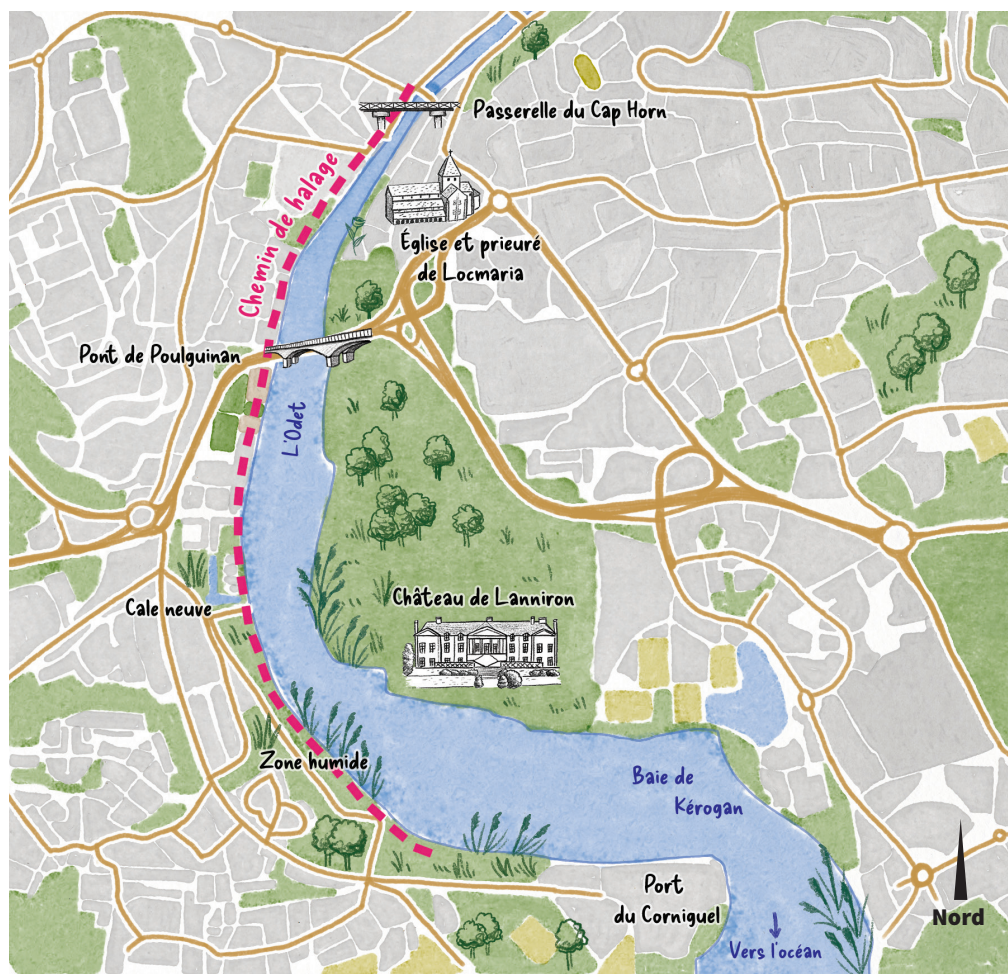 Passerelle du Cap Horn
Chemin de halage
Église et prieuré
de Locmaria
Pont de Poulguinan
L'Odet
Château de Lanniron
Cale neuve
Zone humide
Baie de
Kérogan
Port
du Corniguel
Nord
Vers l'océan